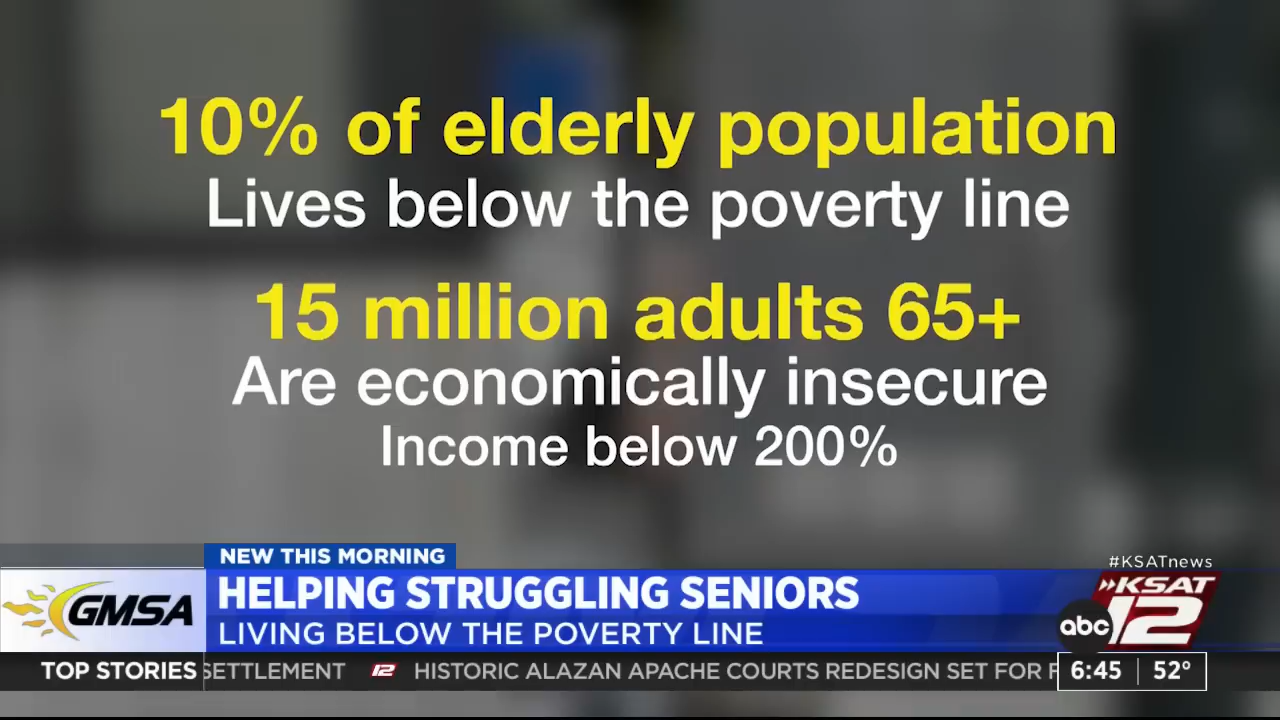 10% of elderly population
Lives below the poverty line
15 million adults 65+
Are economically insecure
Income below 200%
NEW THIS MORNING
#KSATnews
GMSA
HELPING STRUGGLING SENIORS
LIVING BELOW THE POVERTY LINE
KSAT
abc 12
TOP STORIES SETTLEMENT 12 HISTORIC ALAZAN APACHE COURTS REDESIGN SET FOR
6:45 52°